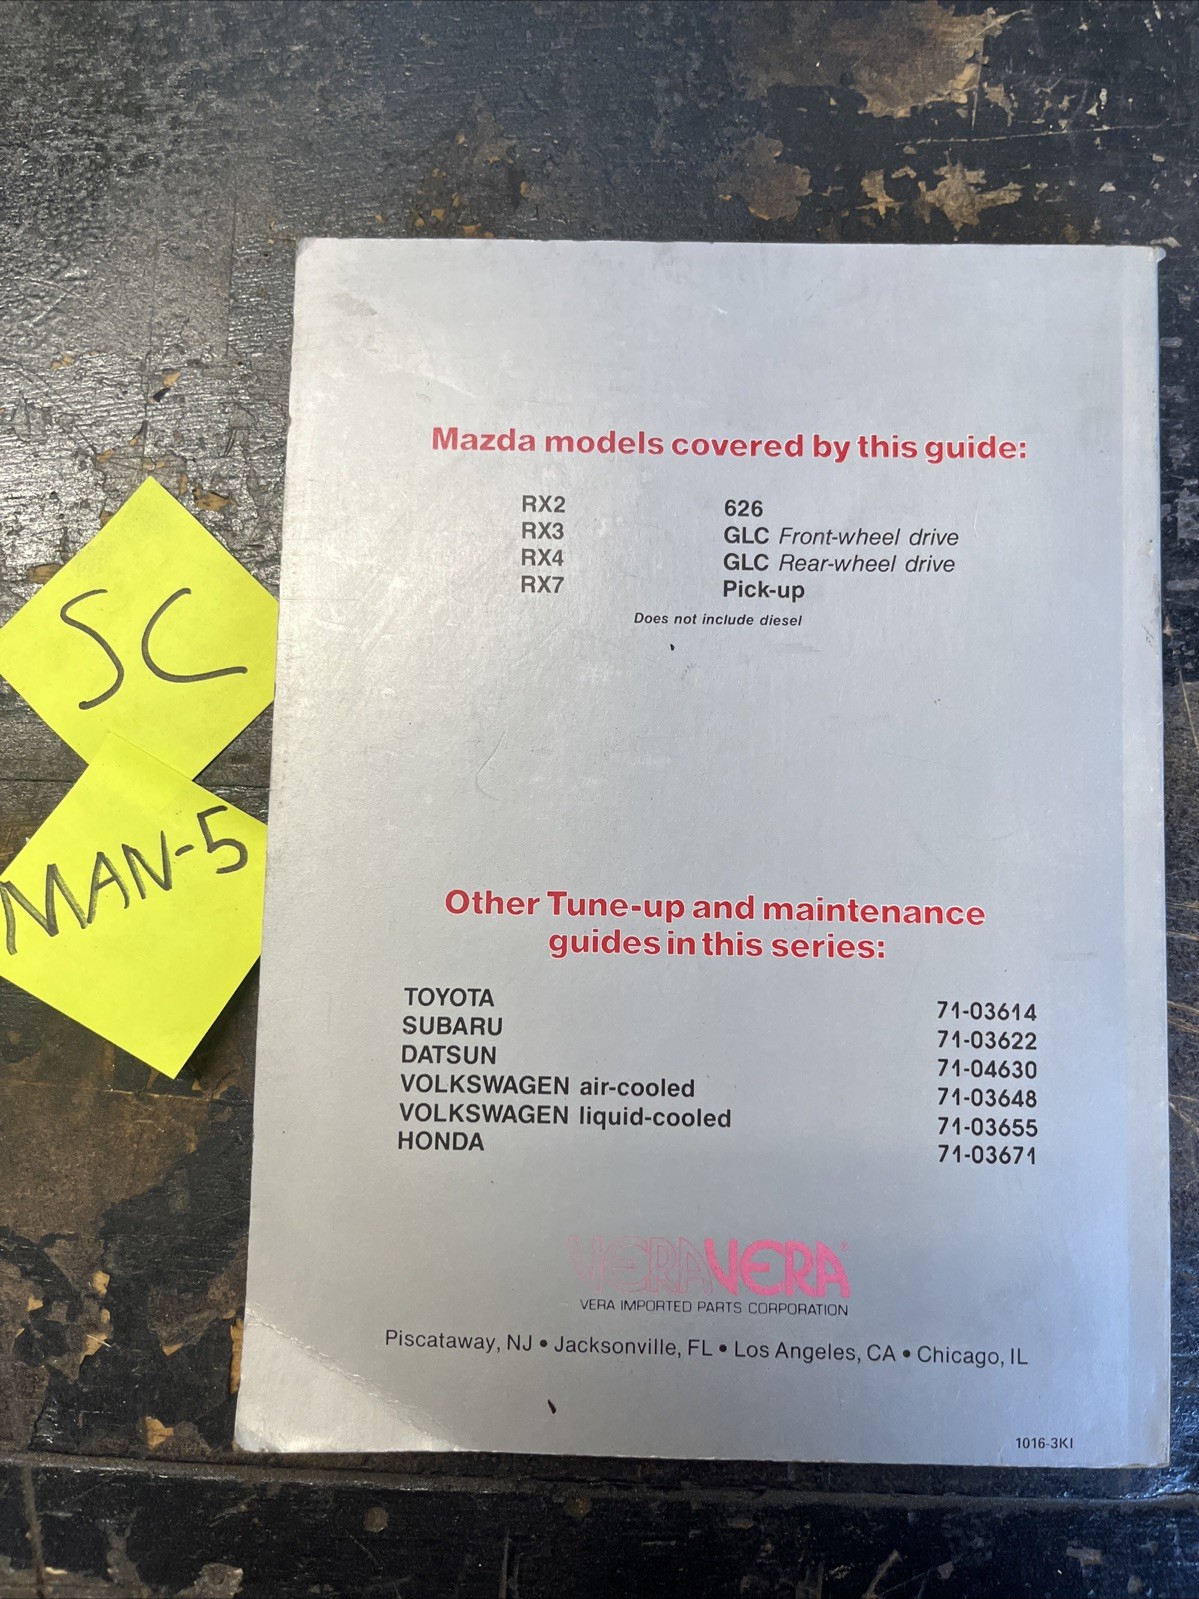 Mazda models covered by this guide:
RX2 626
RX3 GLC Front-wheel drive
RX4 GLC Rear-wheel drive
RX7 Pick-up
Does not include diesel
SC
MAN-5
Other Tune-up and maintenance
guides in this series:
TOYOTA 71-03614
SUBARU 71-03622
DATSUN 71-04630
VOLKSWAGEN air-cooled 71-03648
VOLKSWAGEN liquid-cooled 71-03655
HONDA 71-03671
VERAVERA®
VERA IMPORTED PARTS CORPORATION
Piscataway, NJ • Jacksonville, FL • Los Angeles, CA • Chicago, IL
1016-3KI